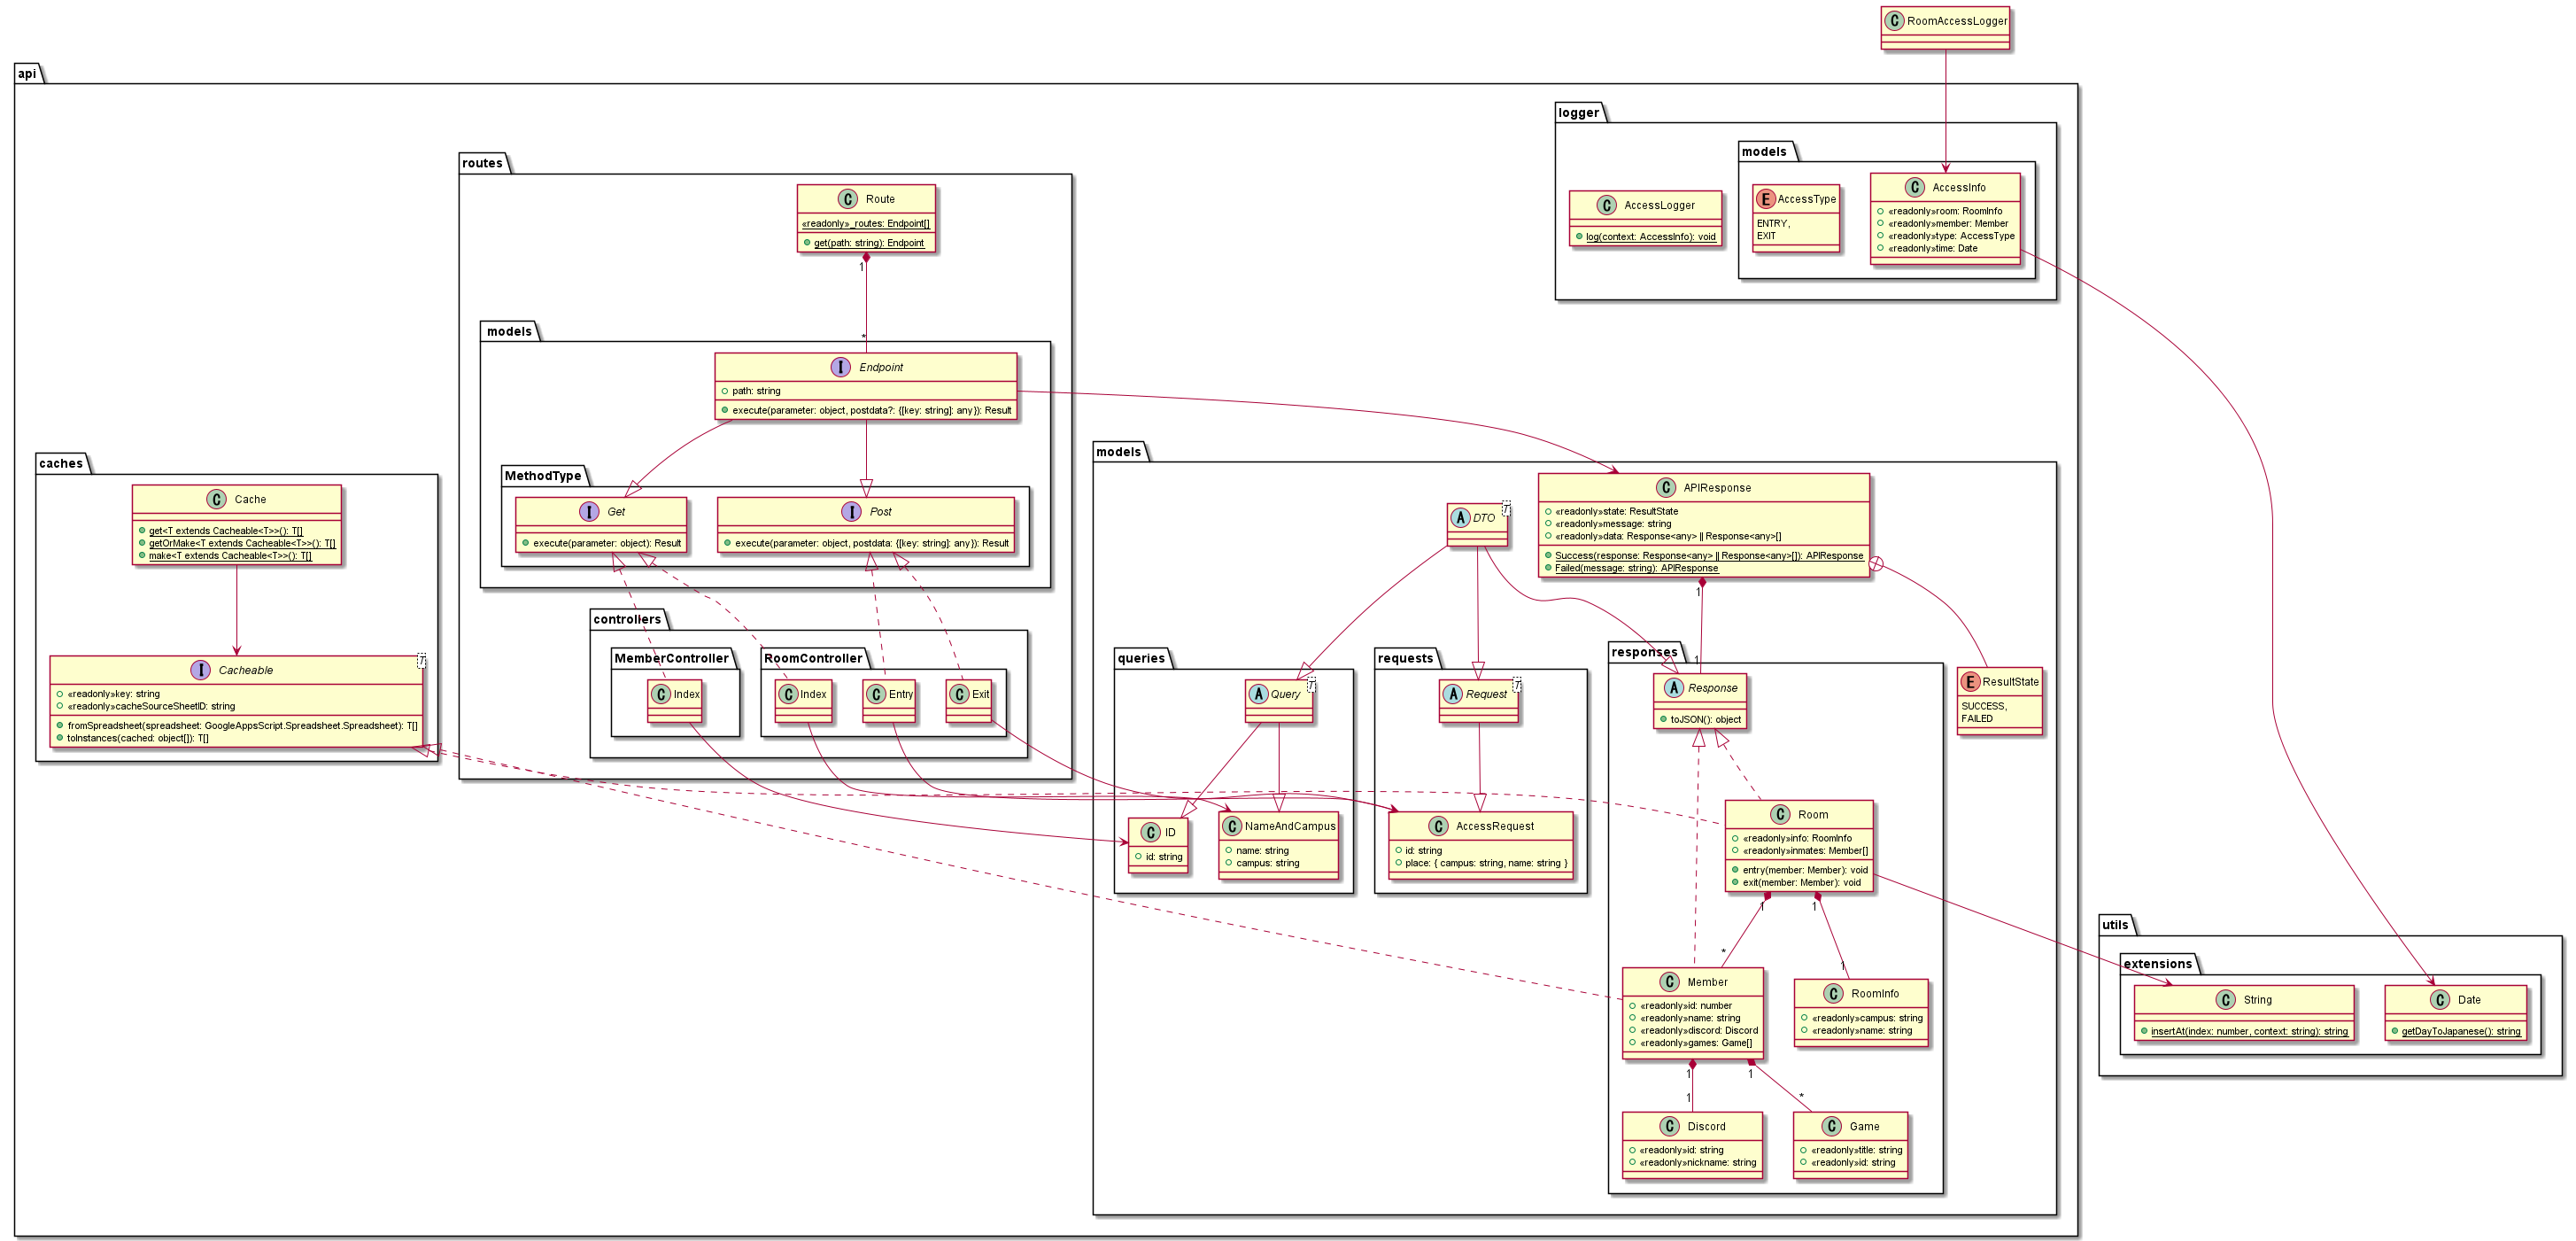 C RoomAccessLogger
api
logger
models
E AccessType
ENTRY,
EXIT
C AccessInfo
«readonly»room: RoomInfo
«readonly»member: Member
«readonly»type: AccessType
«readonly»time: Date
C AccessLogger
log(context: AccessInfo): void
routes
C Route
«readonly»_routes: Endpoint[]
get(path: string): Endpoint
1
*
models
I Endpoint
path: string
execute(parameter: object, postdata?: {[key: string]: any}): Result
MethodType
I Get
execute(parameter: object): Result
I Post
execute(parameter: object, postdata: {[key: string]: any}): Result
controllers
MemberController
C Index
RoomController
C Index
C Entry
C Exit
caches
C Cache
get<T extends Cacheable<T>>(): T[]
getOrMake<T extends Cacheable<T>>(): T[]
make<T extends Cacheable<T>>(): T[]
I Cacheable
T
«readonly»key: string
«readonly»cacheSourceSheetID: string
fromSpreadsheet(spreadsheet: GoogleAppsScript.Spreadsheet.Spreadsheet): T[]
toInstances(cached: object[]): T[]
models
A DTO
T
C APIResponse
«readonly»state: ResultState
«readonly»message: string
«readonly»data: Response<any> || Response<any>[]
Success(response: Response<any> || Response<any>[]): APIResponse
Failed(message: string): APIResponse
1
1
queries
A Query
T
C ID
id: string
C NameAndCampus
name: string
campus: string
requests
A Request
T
C AccessRequest
id: string
place: { campus: string, name: string }
responses
A Response
toJSON(): object
E ResultState
SUCCESS,
FAILED
C Room
«readonly»info: RoomInfo
«readonly»inmates: Member[]
entry(member: Member): void
exit(member: Member): void
1
1
*
1
C Member
«readonly»id: number
«readonly»name: string
«readonly»discord: Discord
«readonly»games: Game[]
C RoomInfo
«readonly»campus: string
«readonly»name: string
1
1
1
*
C Discord
«readonly»id: string
«readonly»nickname: string
C Game
«readonly»title: string
«readonly»id: string
utils
extensions
C String
insertAt(index: number, context: string): string
C Date
getDayToJapanese(): string